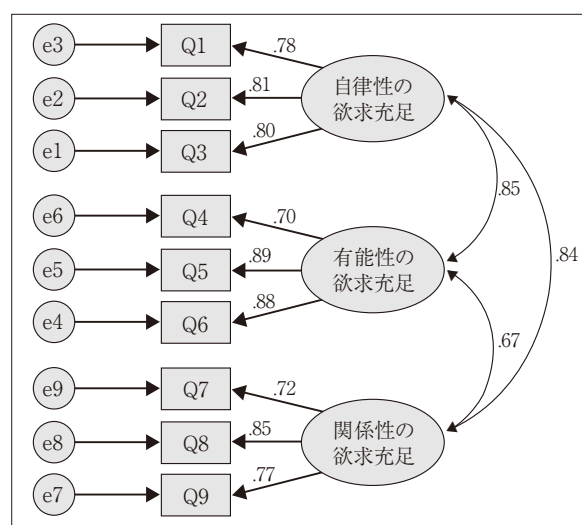 e3 Q1 .78
e2 Q2 .81 自律性の
欲求充足
e1 Q3 .80
.85
e6 Q4 .70
e5 Q5 .89 有能性の
欲求充足
.84
e4 Q6 .88
.67
e9 Q7 .72
e8 Q8 .85 関係性の
欲求充足
e7 Q9 .77